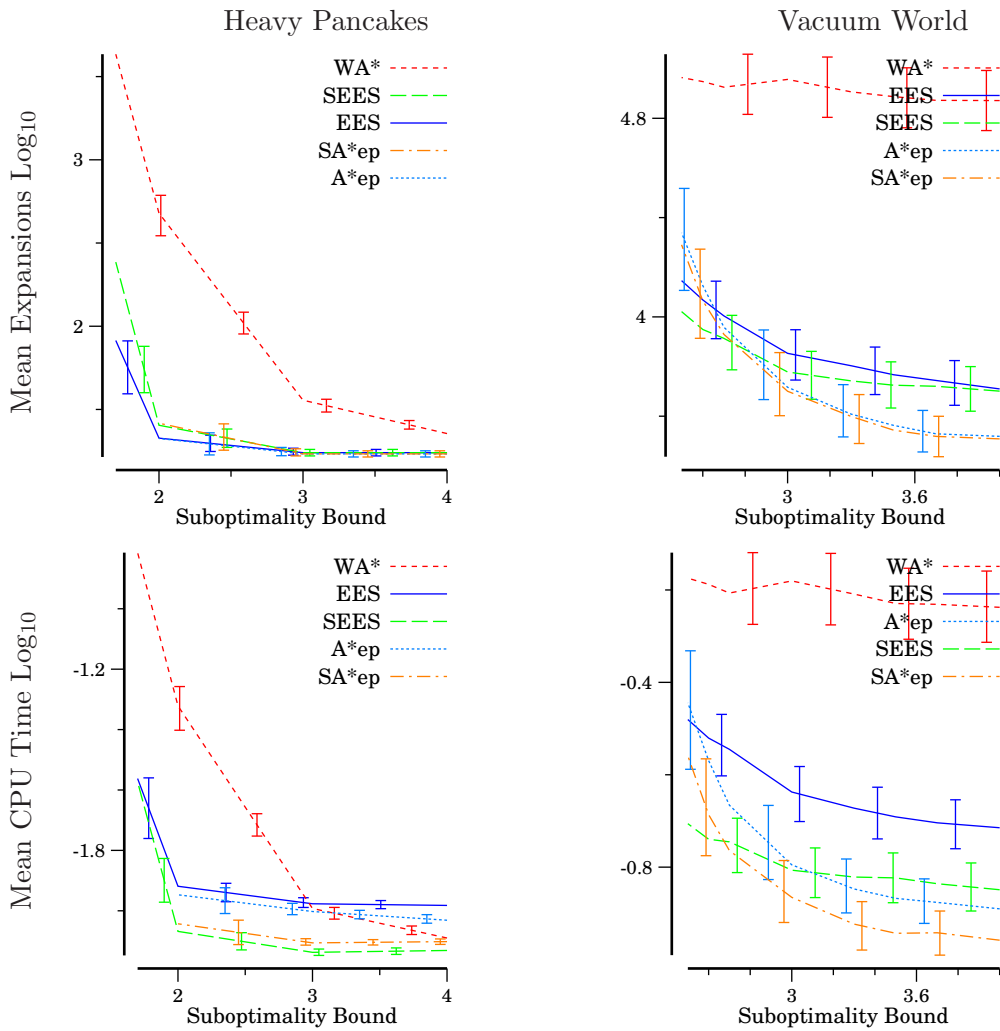 Heavy Pancakes
Vacuum World
Mean Expansions Log10
3
2
WA*
SEES
EES
SA*ep
A*ep
2
3
4
Suboptimality Bound
4.8
4
WA*
EES
SEES
A*ep
SA*ep
3
3.6
Suboptimality Bound
Mean CPU Time Log10
-1.2
-1.8
WA*
EES
SEES
A*ep
SA*ep
2
3
4
Suboptimality Bound
-0.4
-0.8
WA*
EES
A*ep
SEES
SA*ep
3
3.6
Suboptimality Bound